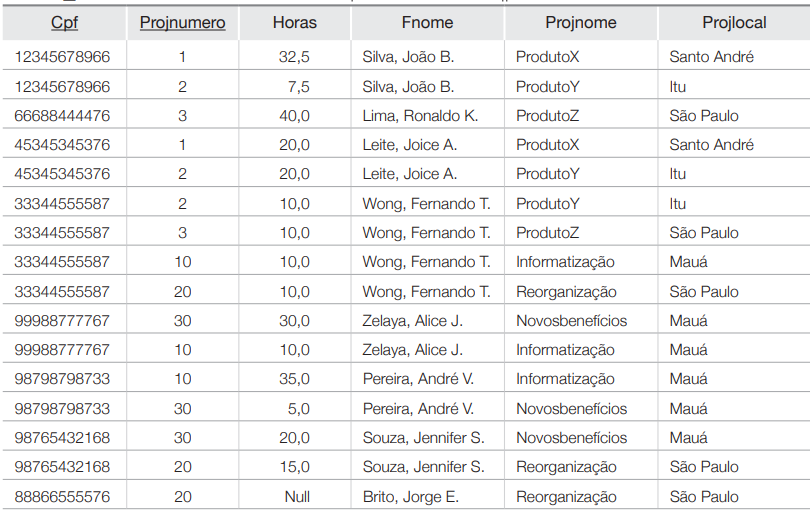 Cpf Projnumero Horas Fnome Projnome Projlocal
12345678966 1 32,5 Silva, João B. ProdutoX Santo André
12345678966 2 7,5 Silva, João B. ProdutoY Itu
66688444476 3 40,0 Lima, Ronaldo K. ProdutoZ São Paulo
45345345376 1 20,0 Leite, Joice A. ProdutoX Santo André
45345345376 2 20,0 Leite, Joice A. ProdutoY Itu
33344555587 2 10,0 Wong, Fernando T. ProdutoY Itu
33344555587 3 10,0 Wong, Fernando T. ProdutoZ São Paulo
33344555587 10 10,0 Wong, Fernando T. Informatização Mauá
33344555587 20 10,0 Wong, Fernando T. Reorganização São Paulo
99988777767 30 30,0 Zelaya, Alice J. Novosbenefícios Mauá
99988777767 10 10,0 Zelaya, Alice J. Informatização Mauá
98798798733 10 35,0 Pereira, André V. Informatização Mauá
98798798733 30 5,0 Pereira, André V. Novosbenefícios Mauá
98765432168 30 20,0 Souza, Jennifer S. Novosbenefícios Mauá
98765432168 20 15,0 Souza, Jennifer S. Reorganização São Paulo
88866555576 20 Null Brito, Jorge E. Reorganização São Paulo